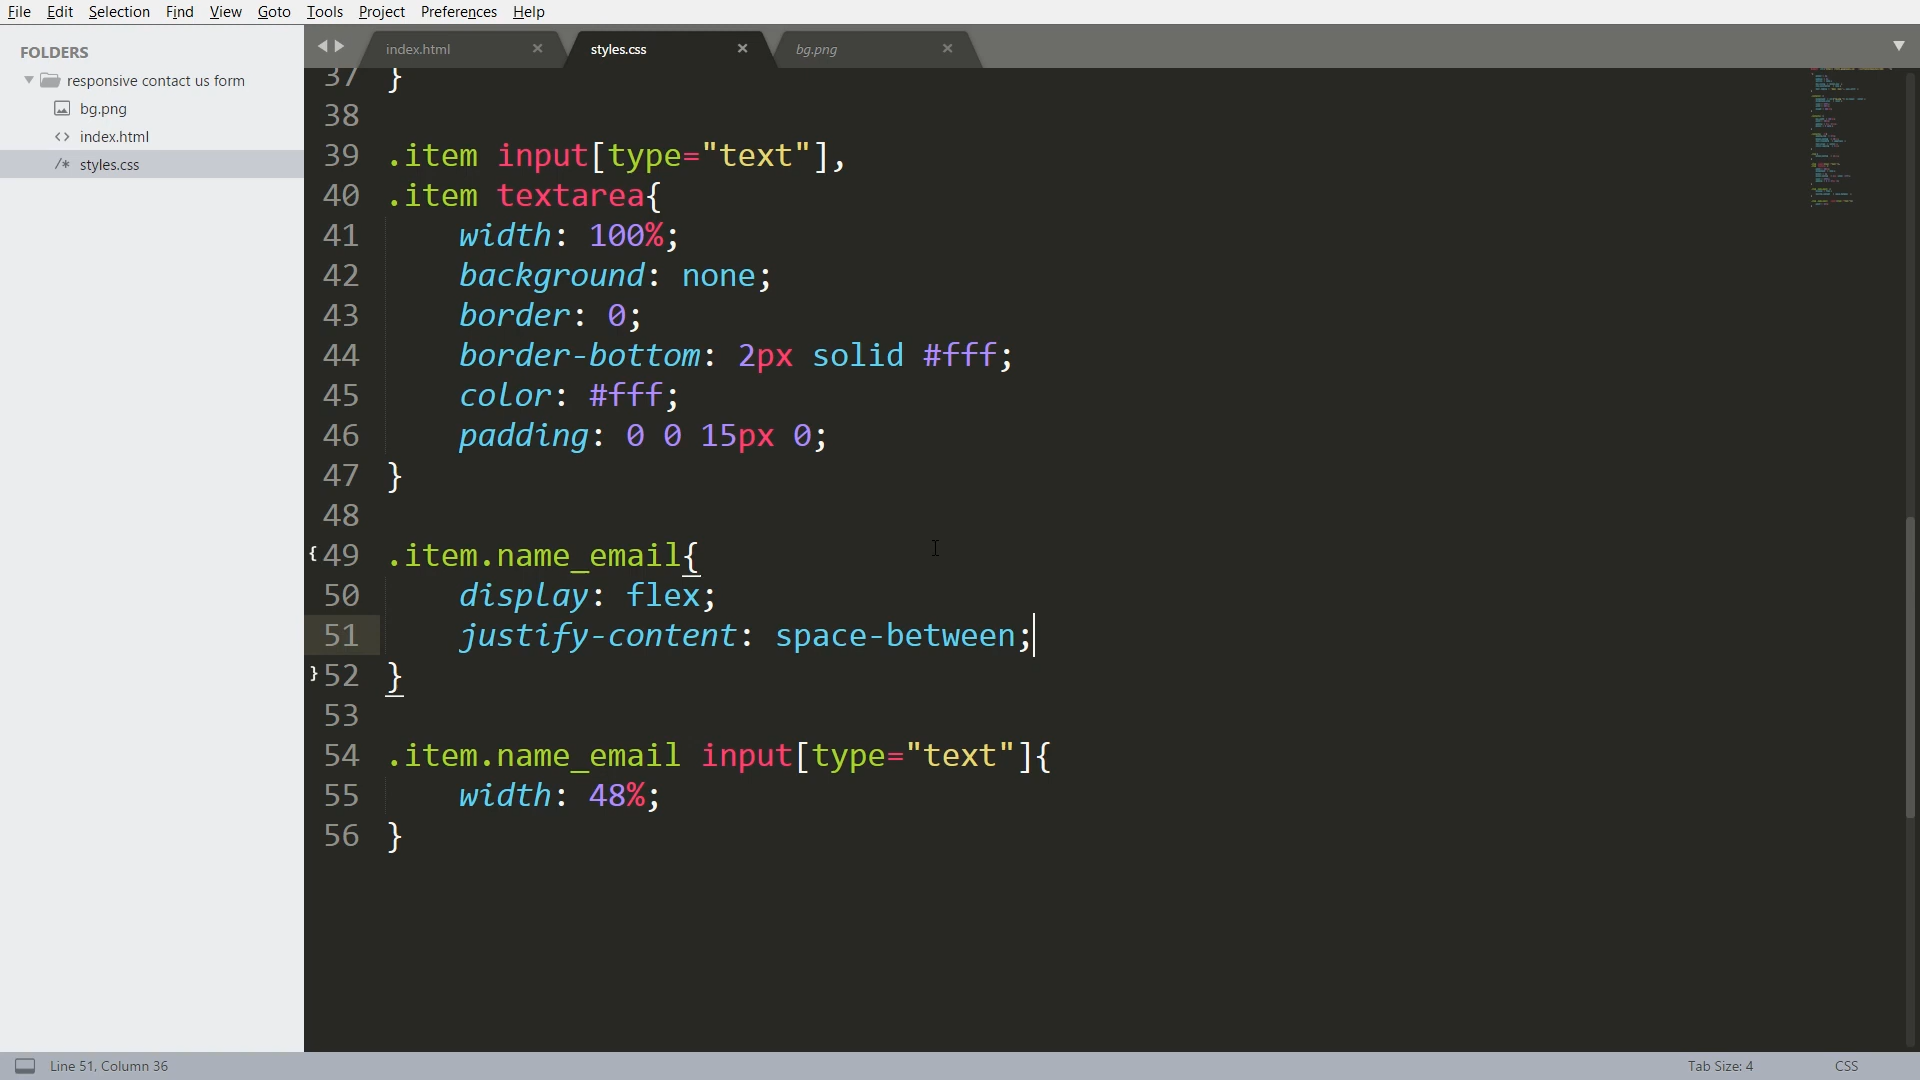 File Edit Selection Find View Goto Tools Project Preferences Help
FOLDERS
responsive contact us form
bg.png
index.html
/* styles.css
index.html × styles.css × bg.png ×
37 }
38
39 .item input[type="text"],
40 .item textarea{
41 width: 100%;
42 background: none;
43 border: 0;
44 border-bottom: 2px solid #fff;
45 color: #fff;
46 padding: 0 0 15px 0;
47 }
48
49 .item.name_email{
50 display: flex;
51 justify-content: space-between;
52 }
53
54 .item.name_email input[type="text"]{
55 width: 48%;
56 }
Line 51, Column 36
Tab Size: 4
CSS